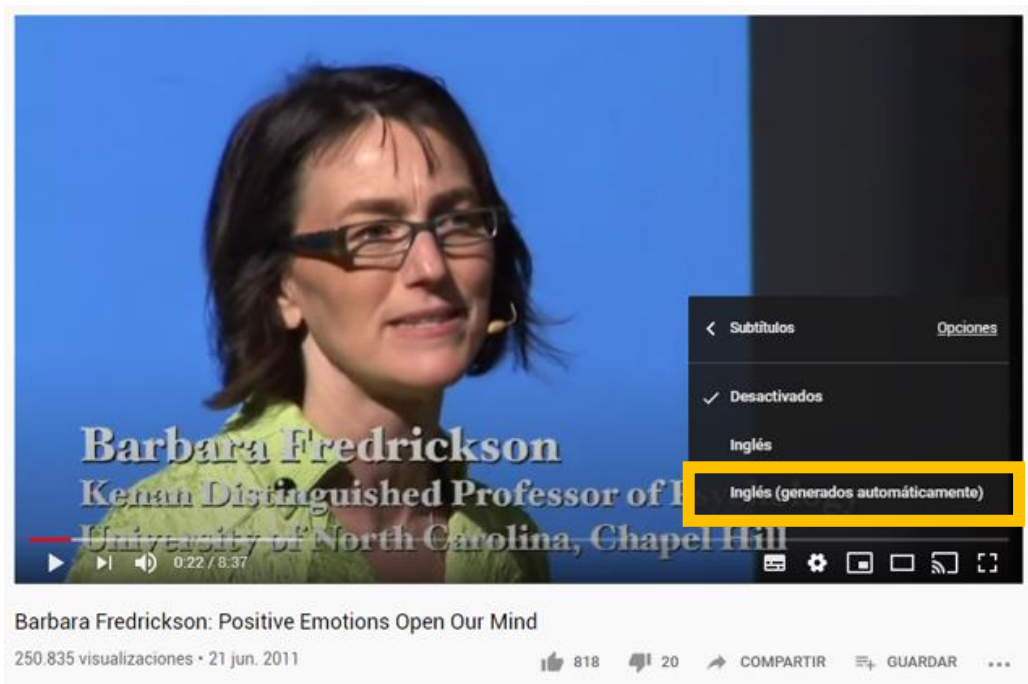 Subtítulos Opciones
Desactivados
Inglés
Inglés (generados automáticamente)
Barbara Fredrickson
Kenan Distinguished Professor of
University of North Carolina, Chapel Hill
0:22 / 8:37
Barbara Fredrickson: Positive Emotions Open Our Mind
250.835 visualizaciones • 21 jun. 2011 818 20 COMPARTIR GUARDAR